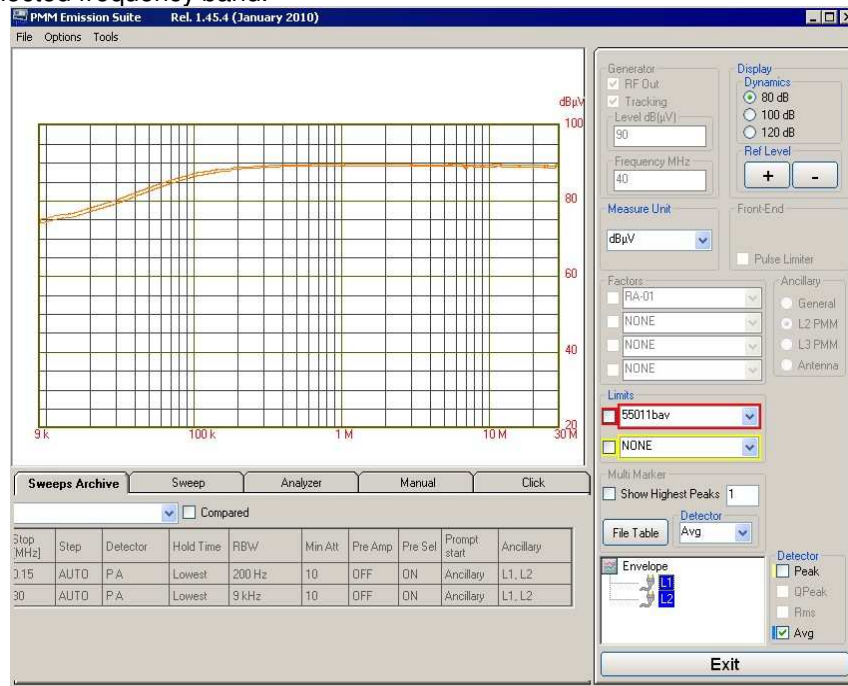 PMM Emission Suite Rel. 1.45.4 (January 2010)
File Options Tools
dBµV
100
80
60
40
20
9 k 100 k 1 M 10 M 30 M
Sweeps Archive Sweep Analyzer Manual Click
Compared
Stop [MHz] Step Detector Hold Time RBW Min Att Pre Amp Pre Sel Prompt start Ancillary
0.15 AUTO P A Lowest 200 Hz 10 OFF ON Ancillary L1, L2
30 AUTO P A Lowest 9 kHz 10 OFF ON Ancillary L1, L2
Generator
RF Out
Tracking
Level dB(µV)
90
Frequency MHz
40
Display
Dynamics
80 dB
100 dB
120 dB
Ref Level
+ -
Measure Unit
dBµV
Front-End
Pulse Limiter
Factors
RA-01
NONE
NONE
NONE
Ancillary
General
L2 PMM
L3 PMM
Antenna
Limits
55011bav
NONE
Multi Marker
Show Highest Peaks 1
File Table
Detector
Avg
Envelope
L1
L2
Detector
Peak
QPeak
Rms
Avg
Exit